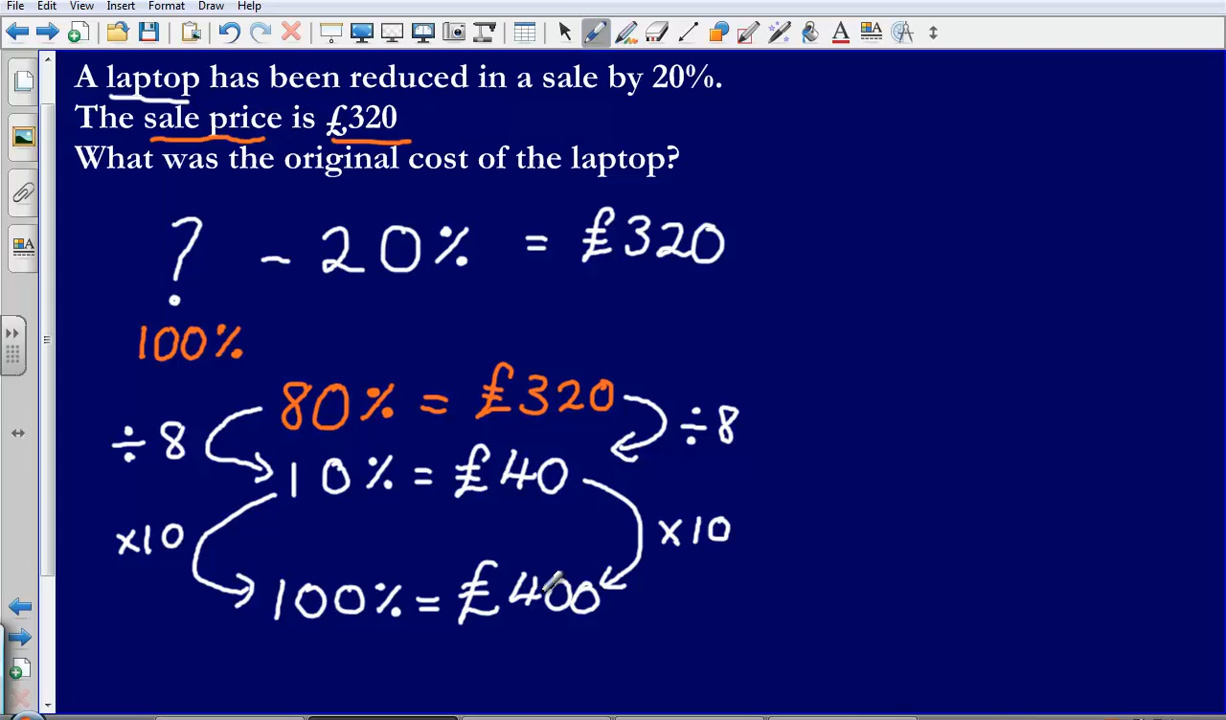 File Edit View Insert Format Draw Help
A laptop has been reduced in a sale by 20%.
The sale price is £320
What was the original cost of the laptop?
? - 20% = £320
100%
80% = £320
÷8 ÷8
10% = £40
×10 ×10
100% = £400